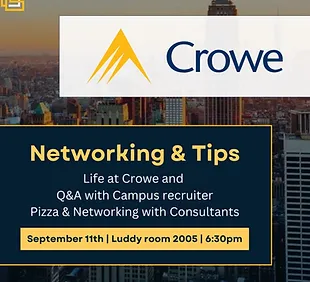 Crowe
Networking & Tips
Life at Crowe and
Q&A with Campus recruiter
Pizza & Networking with Consultants
September 11th | Luddy room 2005 | 6:30pm